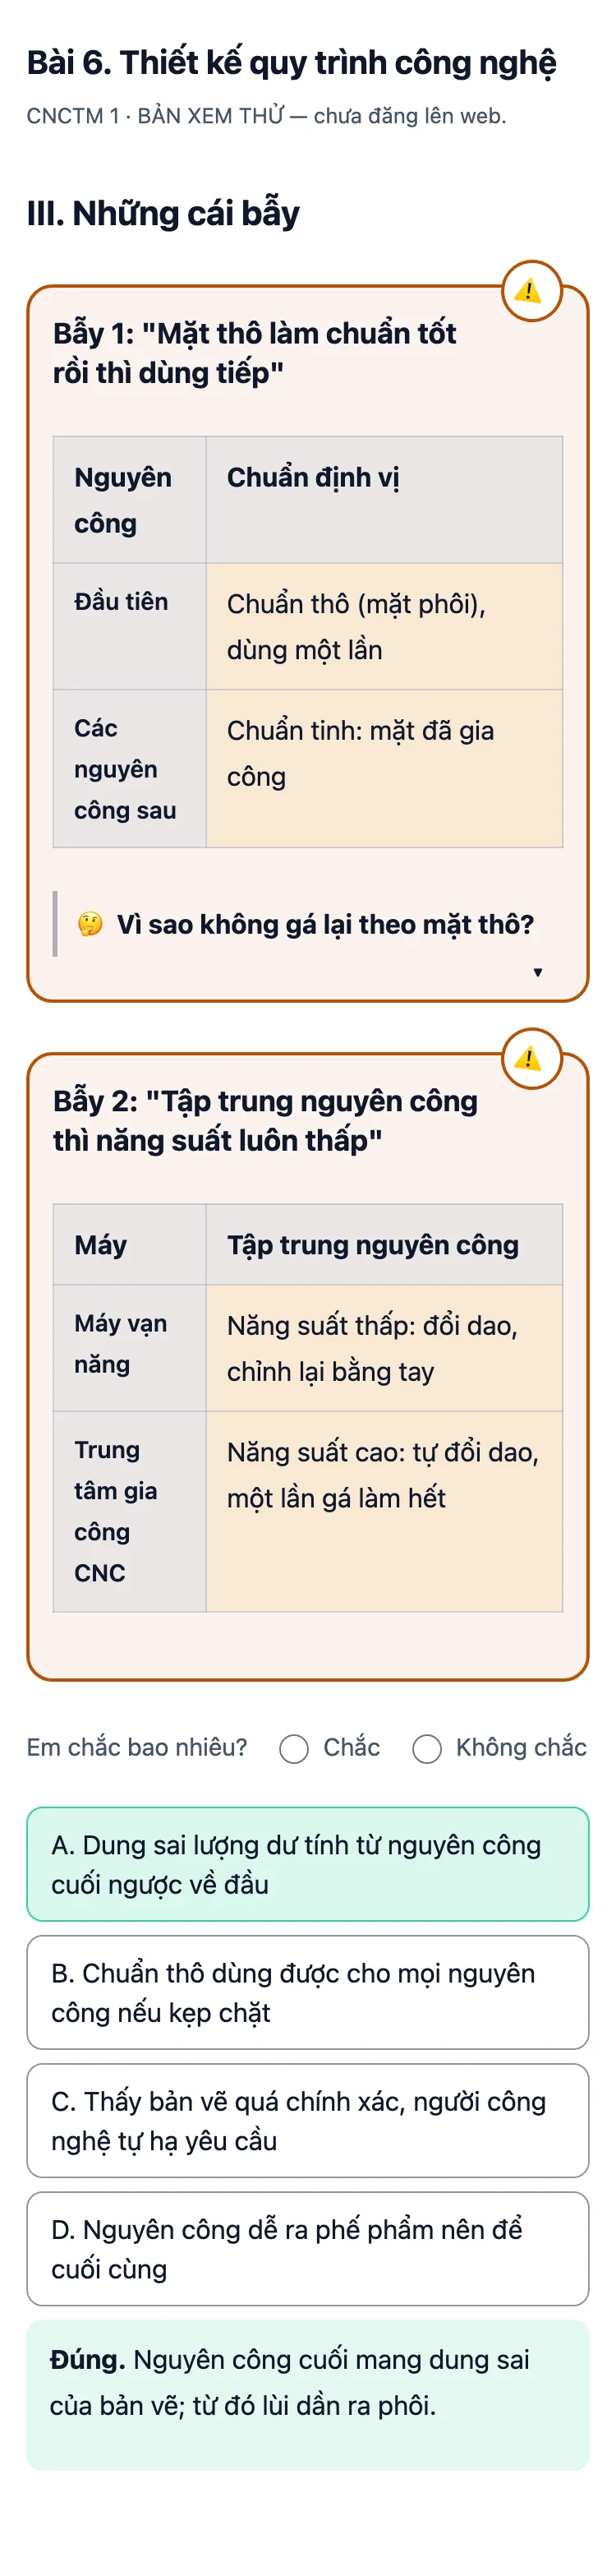 Bài 6. Thiết kế quy trình công nghệ
CNCTM 1 · BẢN XEM THỬ — chưa đăng lên web.
III. Những cái bẫy
Bẫy 1: "Mặt thô làm chuẩn tốt
rồi thì dùng tiếp"
Nguyên
công
Chuẩn định vị
Đầu tiên
Chuẩn thô (mặt phôi),
dùng một lần
Các
nguyên
công sau
Chuẩn tinh: mặt đã gia
công
🤔 Vì sao không gá lại theo mặt thô?
Bẫy 2: "Tập trung nguyên công
thì năng suất luôn thấp"
Máy
Tập trung nguyên công
Máy vạn
năng
Năng suất thấp: đổi dao,
chỉnh lại bằng tay
Trung
tâm gia
công
CNC
Năng suất cao: tự đổi dao,
một lần gá làm hết
Em chắc bao nhiêu? Chắc Không chắc
A. Dung sai lượng dư tính từ nguyên công
cuối ngược về đầu
B. Chuẩn thô dùng được cho mọi nguyên
công nếu kẹp chặt
C. Thấy bản vẽ quá chính xác, người công
nghệ tự hạ yêu cầu
D. Nguyên công dễ ra phế phẩm nên để
cuối cùng
Đúng. Nguyên công cuối mang dung sai
của bản vẽ; từ đó lùi dần ra phôi.